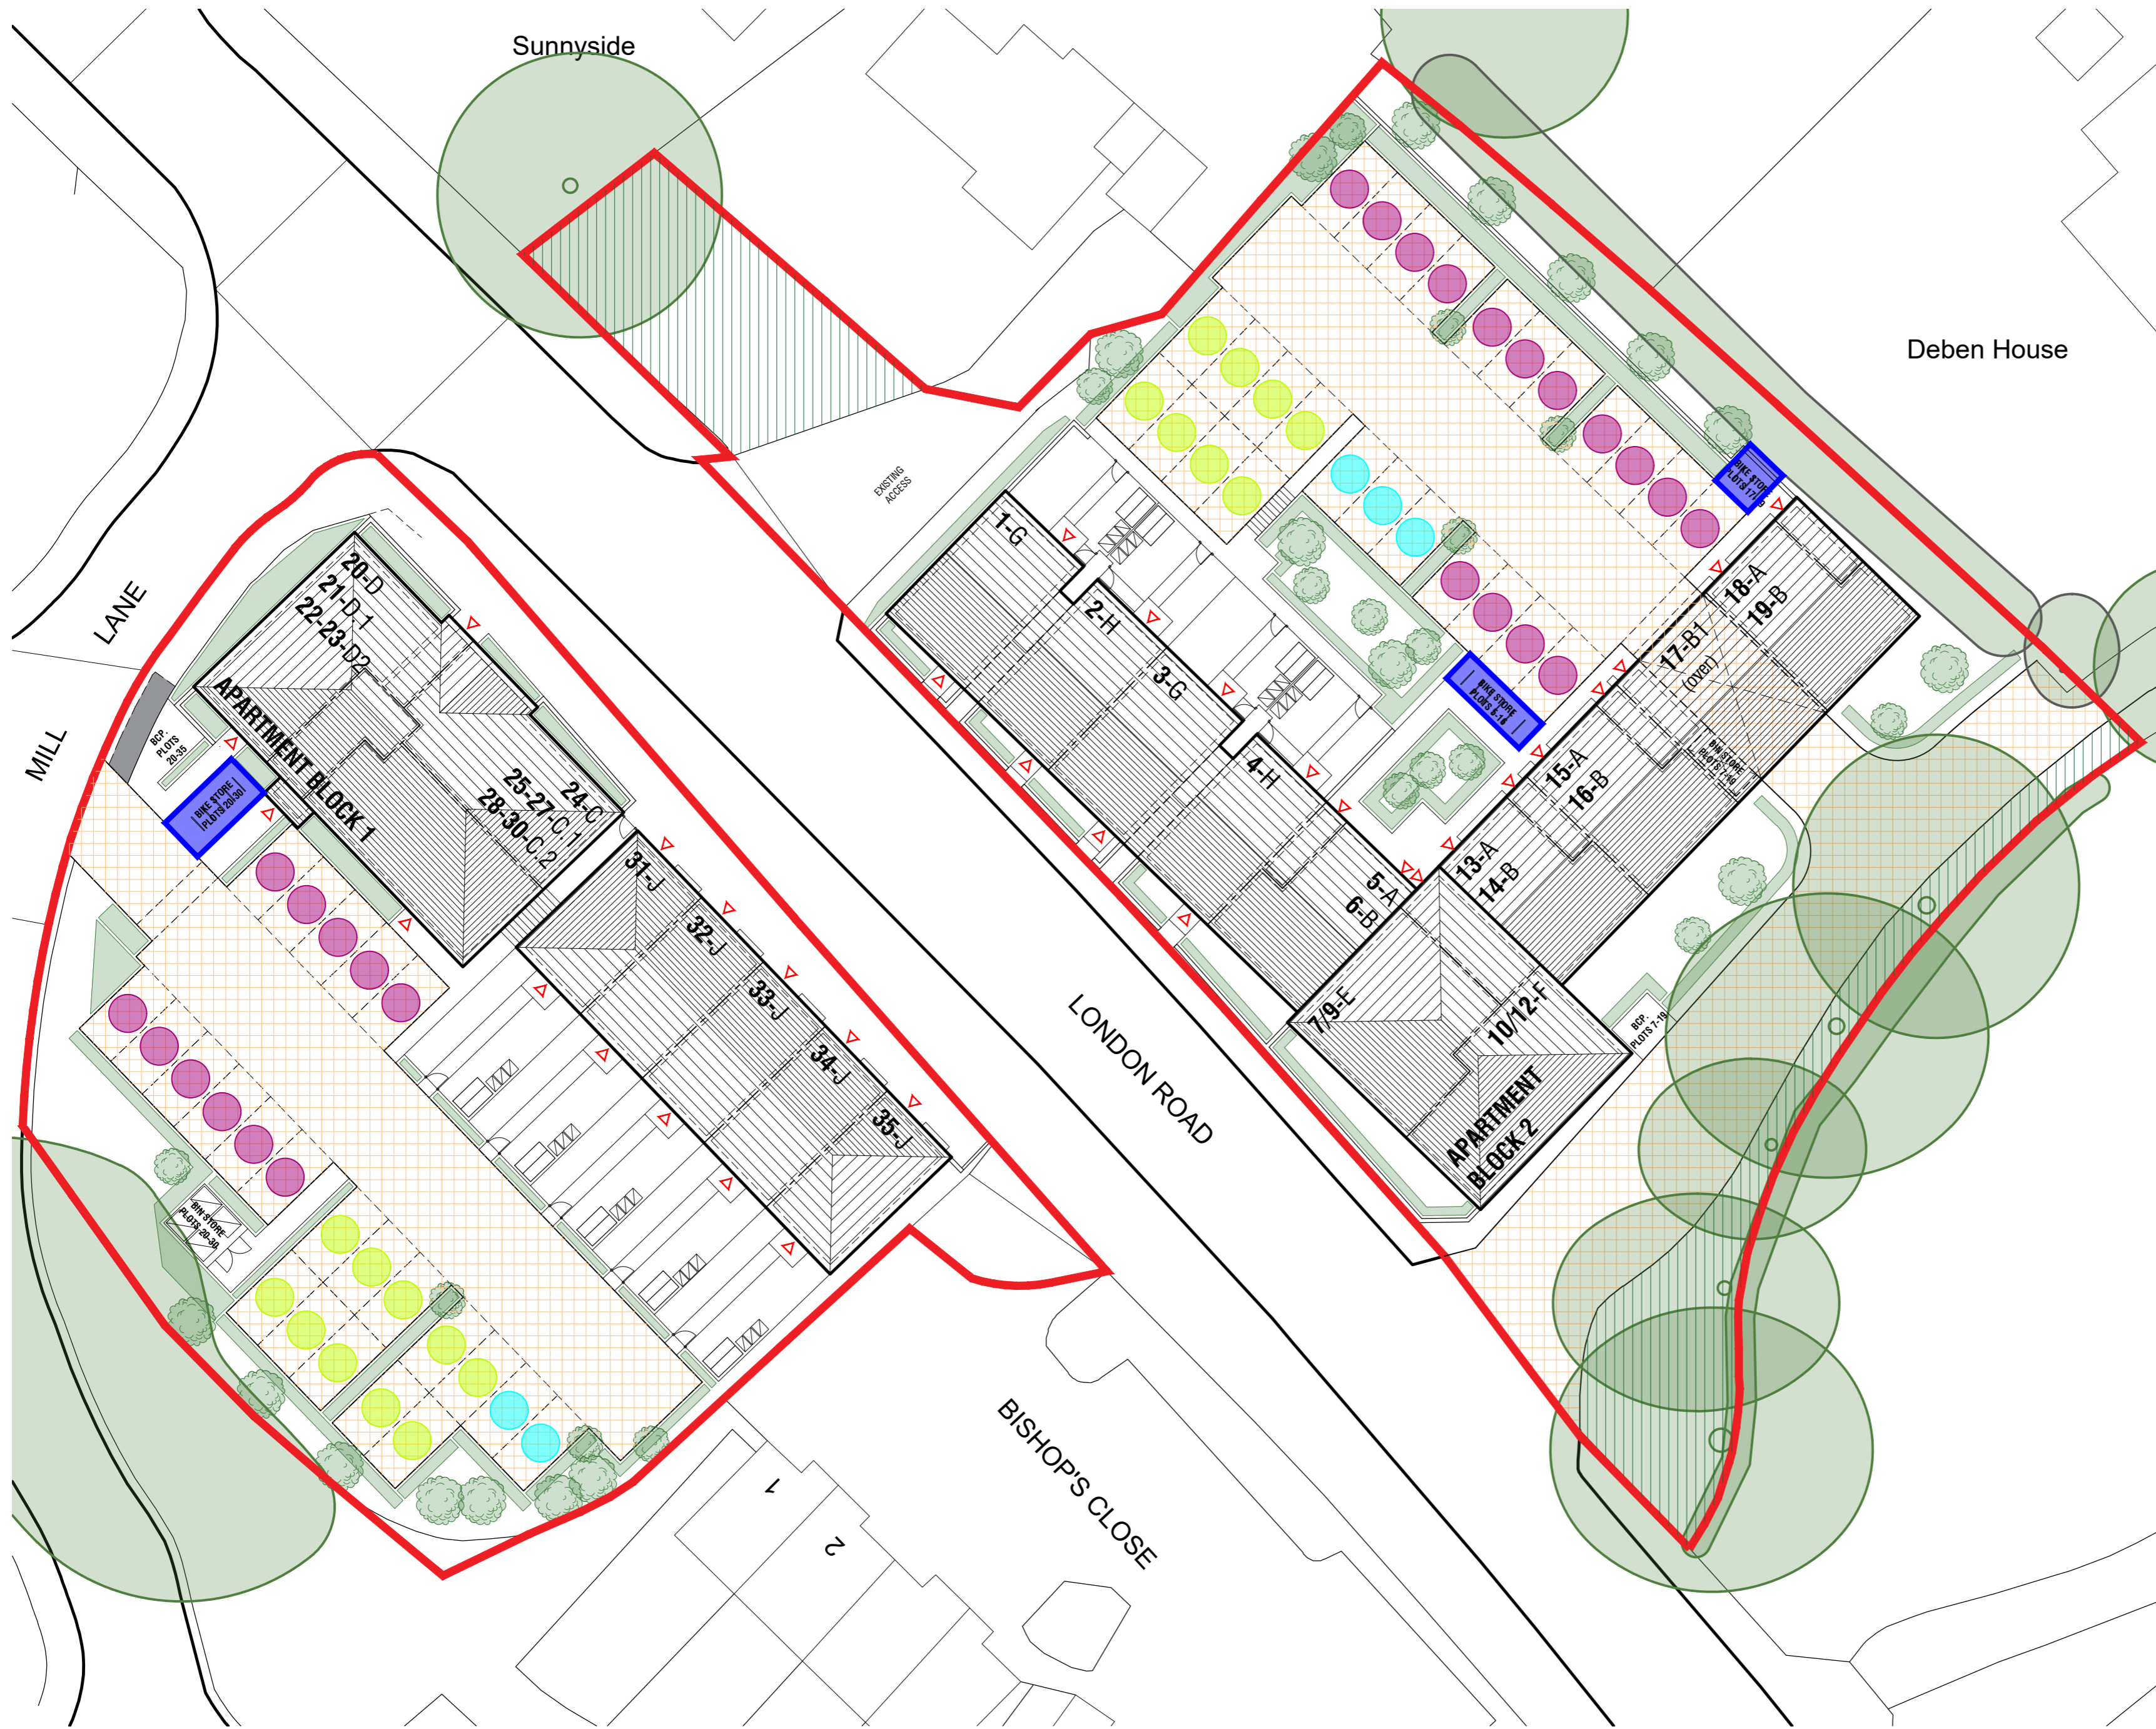 Sunnyside
Deben House
EXISTING
ACCESS
LANE
MILL
20-D
21-D.1
22-23-D2
APARTMENT BLOCK 1
24-C
25-27-C.1
28-30-C.2
BCP.
PLOTS
20-35
BIKE STORE
PLOTS 20-30
31-J
32-J
33-J
34-J
35-J
BIN STORE
PLOTS 20-30
1-G
2-H
3-G
4-H
5-A
6-B
7/9-E
10/12-F
APARTMENT
BLOCK 2
13-A
14-B
15-A
16-B
17-B1
(over)
18-A
19-B
BIKE STORE
BIKE STORE
BIN STORE
BCP.
PLOTS 7-19
LONDON ROAD
BISHOP'S CLOSE
1
2